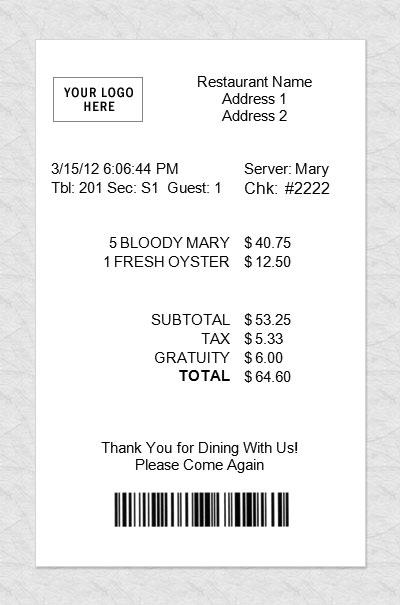 YOUR LOGO
HERE
Restaurant Name
Address 1
Address 2
3/15/12 6:06:44 PM Server: Mary
Tbl: 201 Sec: S1 Guest: 1 Chk: #2222
5 BLOODY MARY $ 40.75
1 FRESH OYSTER $ 12.50
SUBTOTAL $ 53.25
TAX $ 5.33
GRATUITY $ 6.00
TOTAL $ 64.60
Thank You for Dining With Us!
Please Come Again